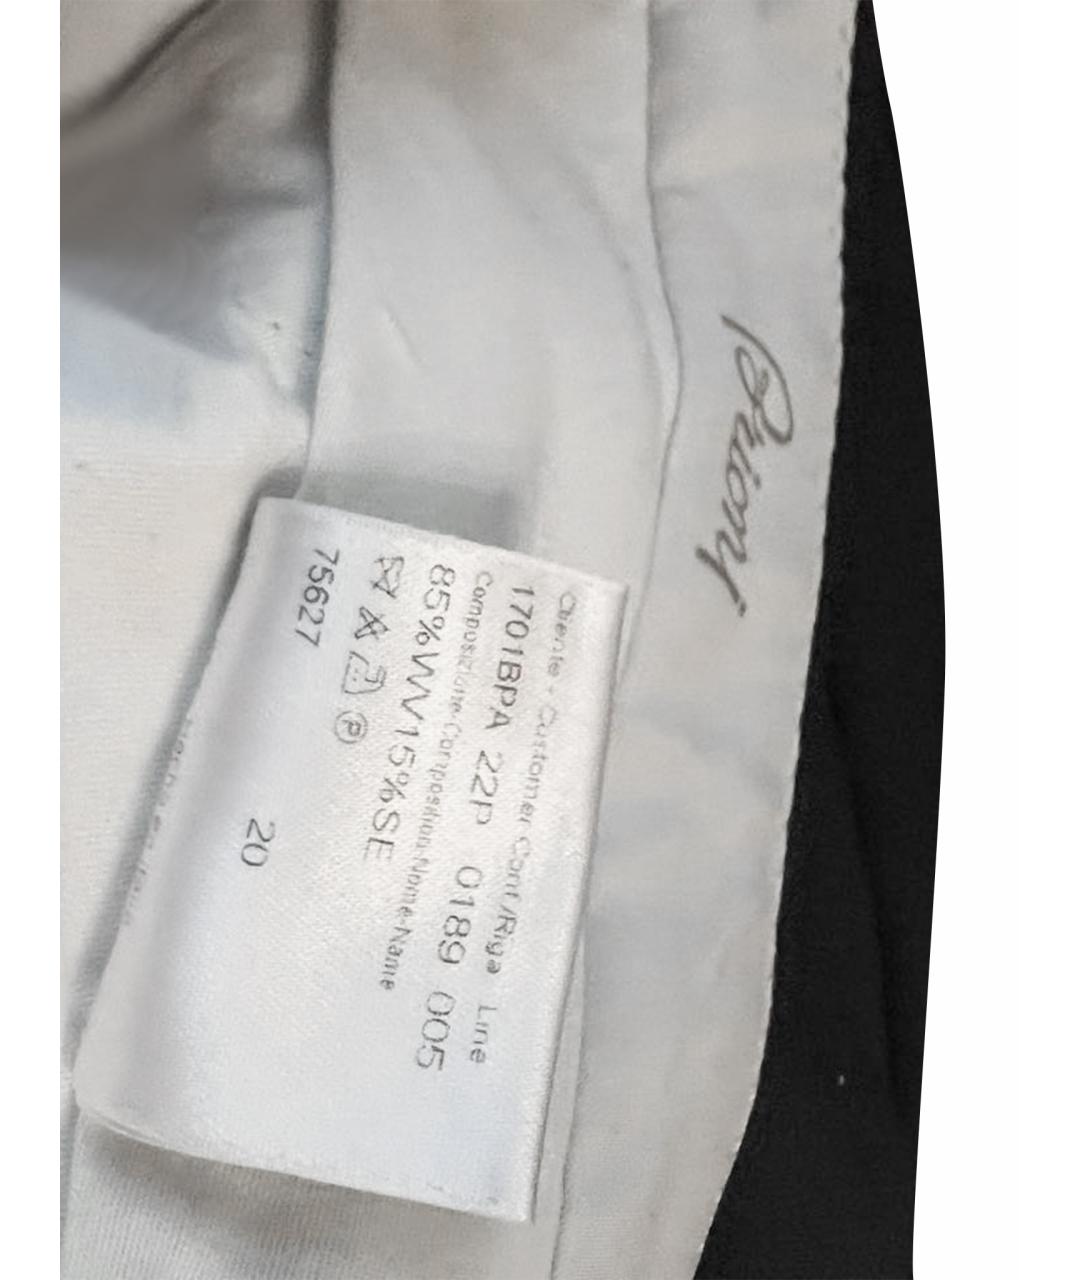 Brioni
Cliente - Customer Conf./Riga Line
1701BPA 22P 0189 005
Composizione-Composition Nome-Name
85%WV15%SE
P
75627
20